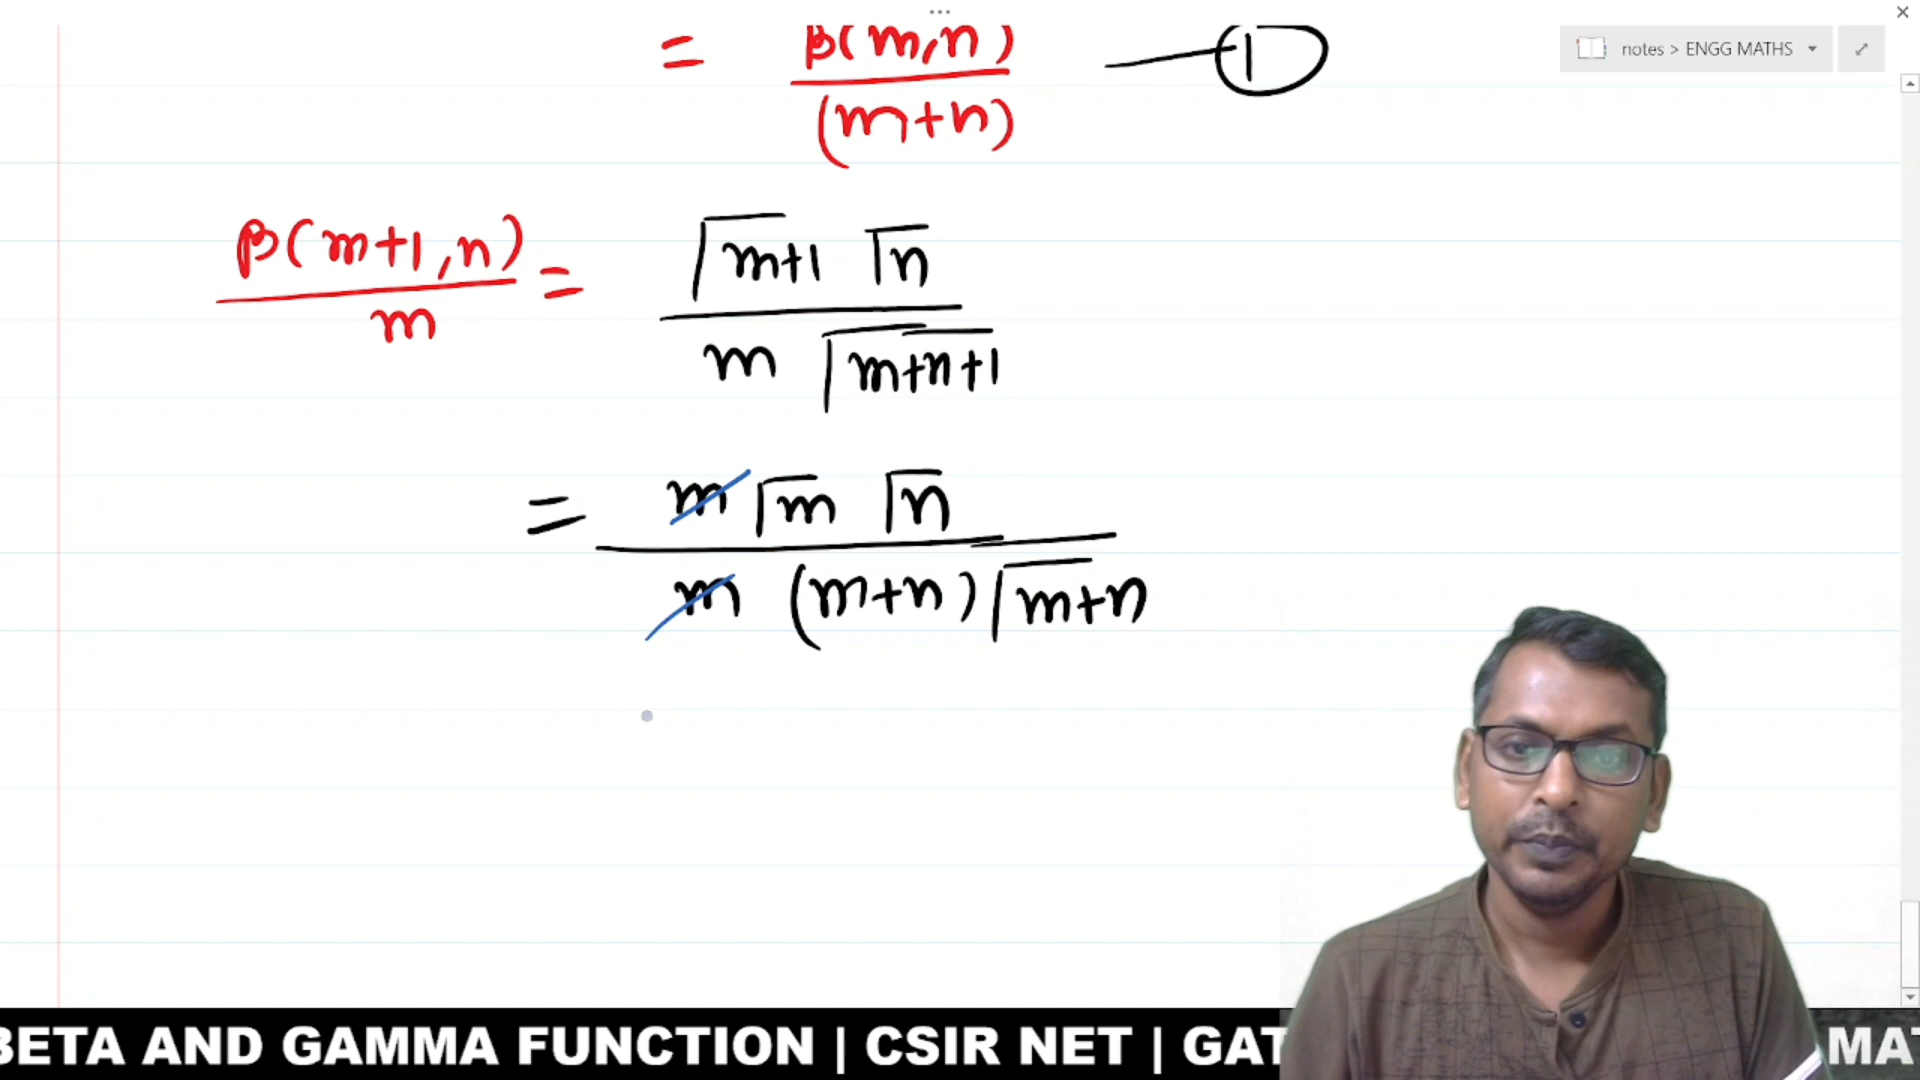 = β(m,n) / (m+n) — ①
notes > ENGG MATHS
β(m+1,n) / m = Γm+1 Γn / m Γm+n+1
= m Γm Γn / m (m+n) Γm+n
BETA AND GAMMA FUNCTION | CSIR NET | GAT MAT